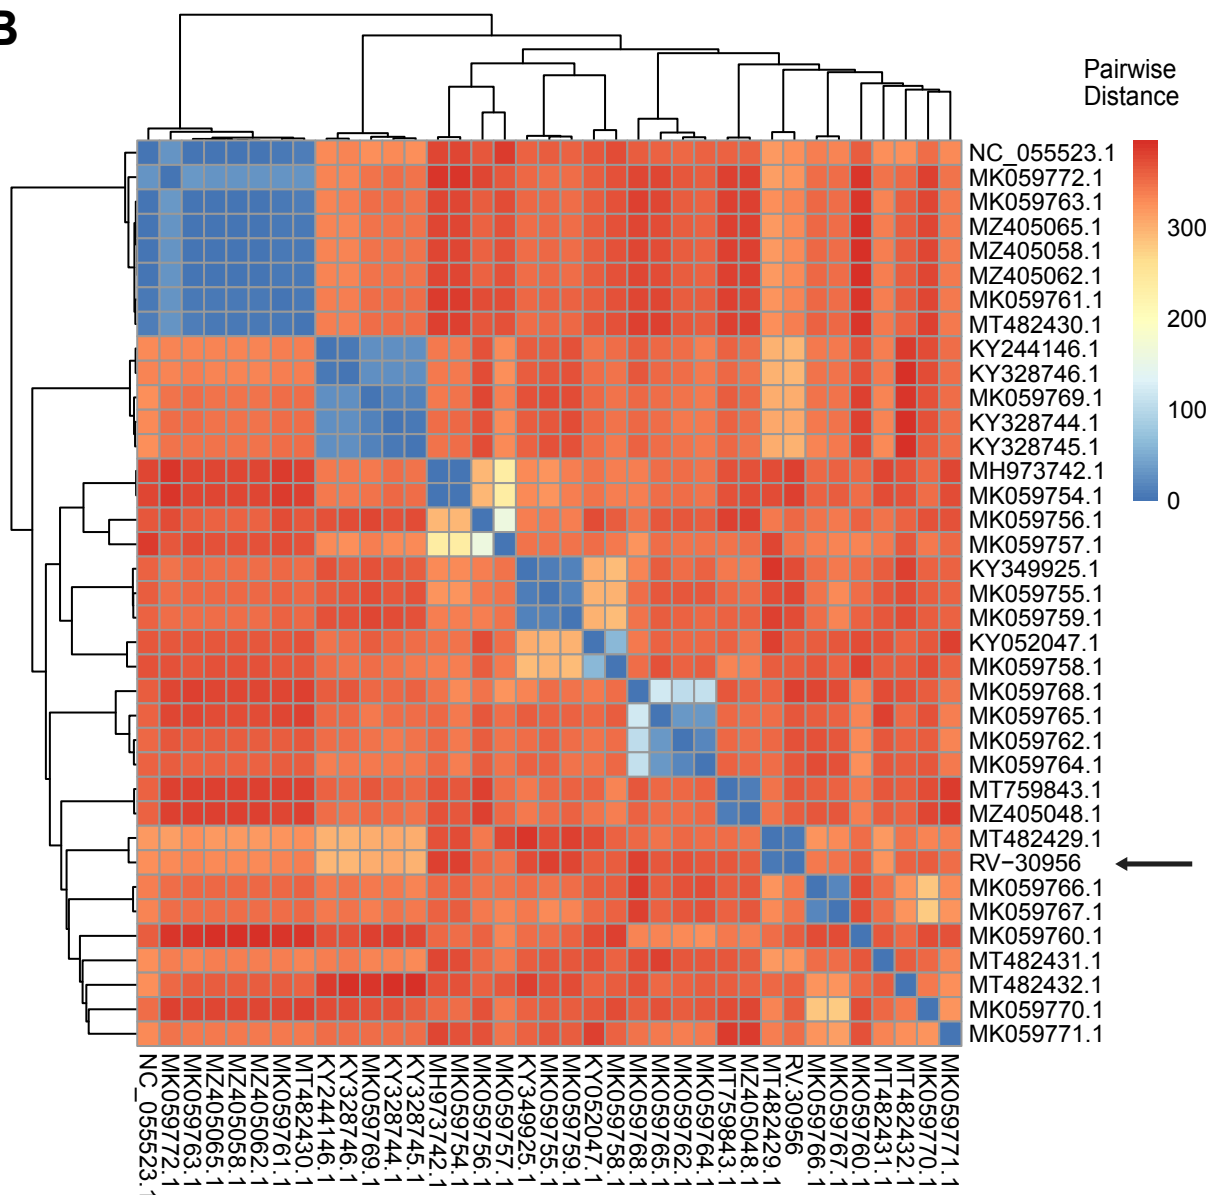 B
Pairwise
Distance
300
200
100
0
NC_055523.1
MK059772.1
MK059763.1
MZ405065.1
MZ405058.1
MZ405062.1
MK059761.1
MT482430.1
KY244146.1
KY328746.1
MK059769.1
KY328744.1
KY328745.1
MH973742.1
MK059754.1
MK059756.1
MK059757.1
KY349925.1
MK059755.1
MK059759.1
KY052047.1
MK059758.1
MK059768.1
MK059765.1
MK059762.1
MK059764.1
MT759843.1
MZ405048.1
MT482429.1
RV−30956
MK059766.1
MK059767.1
MK059760.1
MT482431.1
MT482432.1
MK059770.1
MK059771.1
NC_055523.1
MK059772.1
MK059763.1
MZ405065.1
MZ405058.1
MZ405062.1
MK059761.1
MT482430.1
KY244146.1
KY328746.1
MK059769.1
KY328744.1
KY328745.1
MH973742.1
MK059754.1
MK059756.1
MK059757.1
KY349925.1
MK059755.1
MK059759.1
KY052047.1
MK059758.1
MK059768.1
MK059765.1
MK059762.1
MK059764.1
MT759843.1
MZ405048.1
MT482429.1
RV.30956
MK059766.1
MK059767.1
MK059760.1
MT482431.1
MT482432.1
MK059770.1
MK059771.1